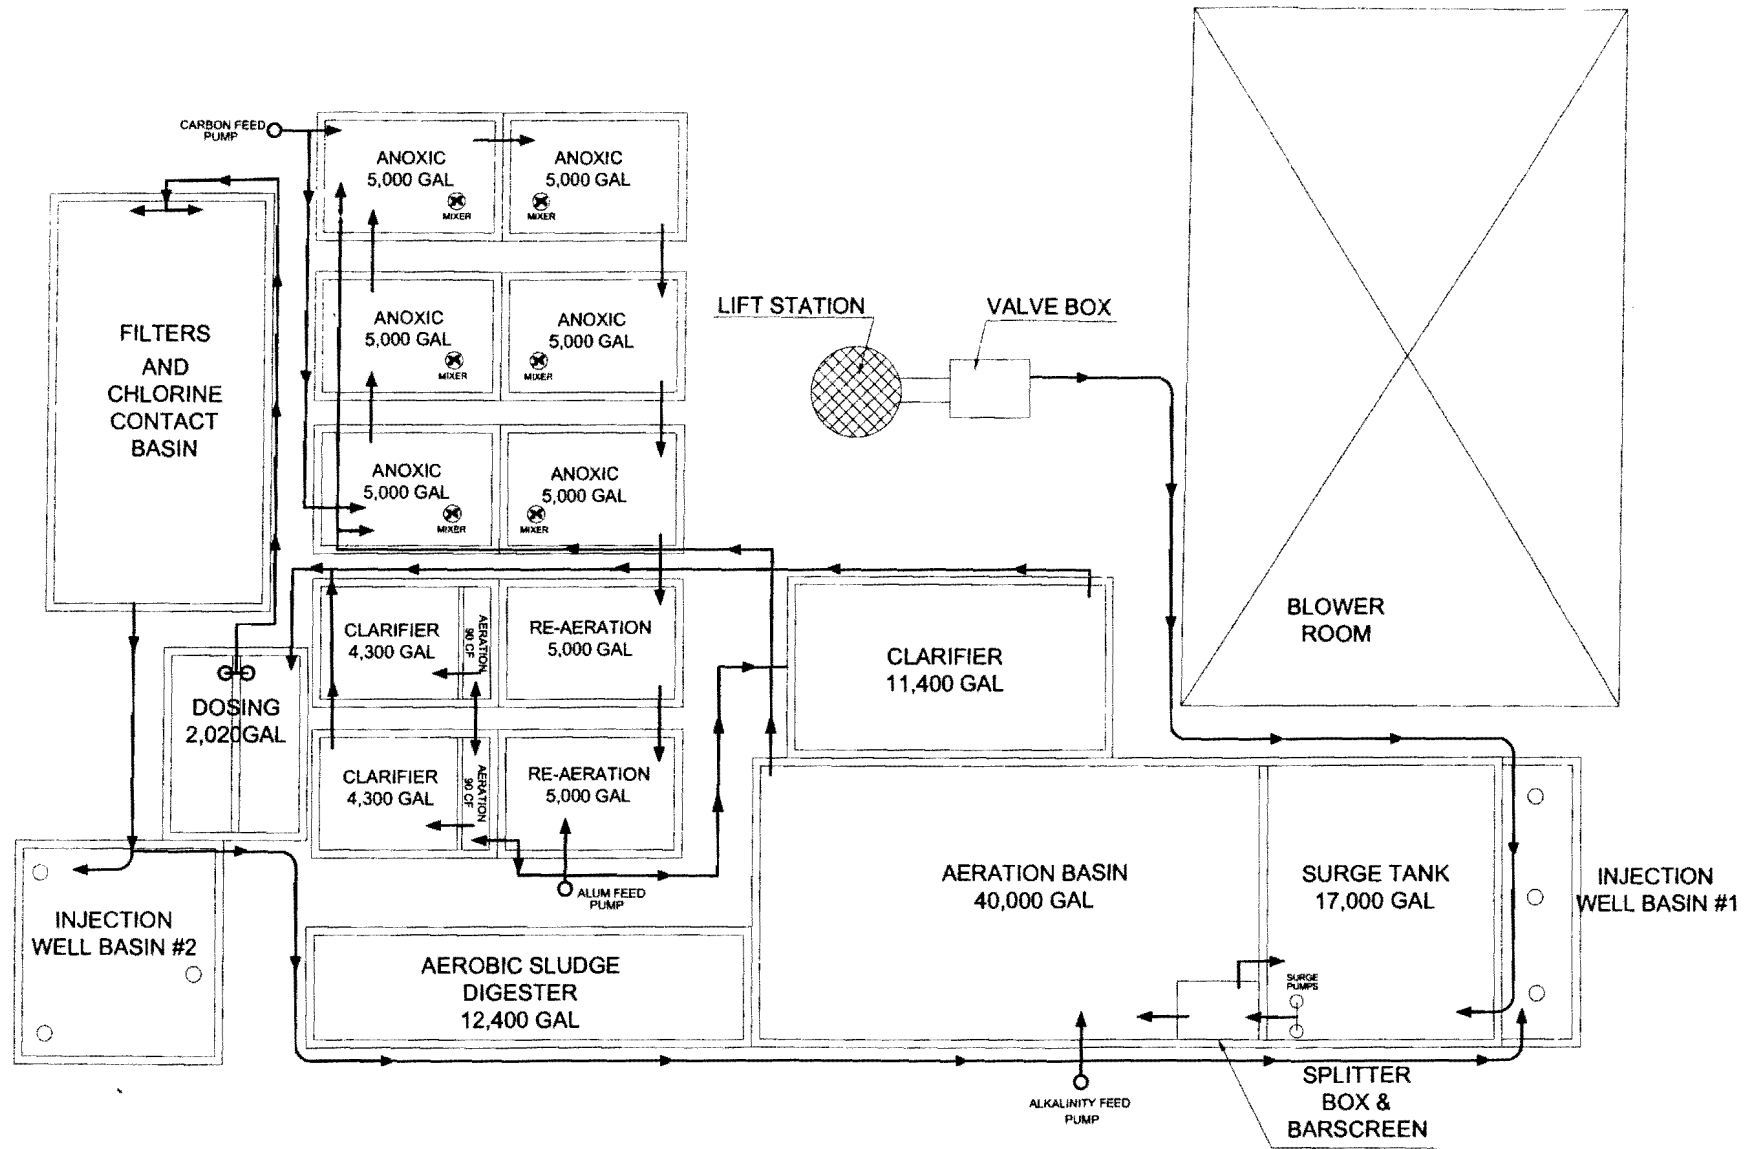 CARBON FEED
PUMP
ANOXIC
5,000 GAL
MIXER
ANOXIC
5,000 GAL
MIXER
FILTERS
AND
CHLORINE
CONTACT
BASIN
ANOXIC
5,000 GAL
MIXER
ANOXIC
5,000 GAL
MIXER
LIFT STATION
VALVE BOX
ANOXIC
5,000 GAL
MIXER
ANOXIC
5,000 GAL
MIXER
BLOWER
ROOM
CLARIFIER
4,300 GAL
AERATION
90 CF
RE-AERATION
5,000 GAL
CLARIFIER
11,400 GAL
DOSING
2,020GAL
CLARIFIER
4,300 GAL
AERATION
90 CF
RE-AERATION
5,000 GAL
ALUM FEED
PUMP
AERATION BASIN
40,000 GAL
SURGE TANK
17,000 GAL
INJECTION
WELL BASIN #1
INJECTION
WELL BASIN #2
AEROBIC SLUDGE
DIGESTER
12,400 GAL
SURGE
PUMPS
ALKALINITY FEED
PUMP
SPLITTER
BOX &
BARSCREEN